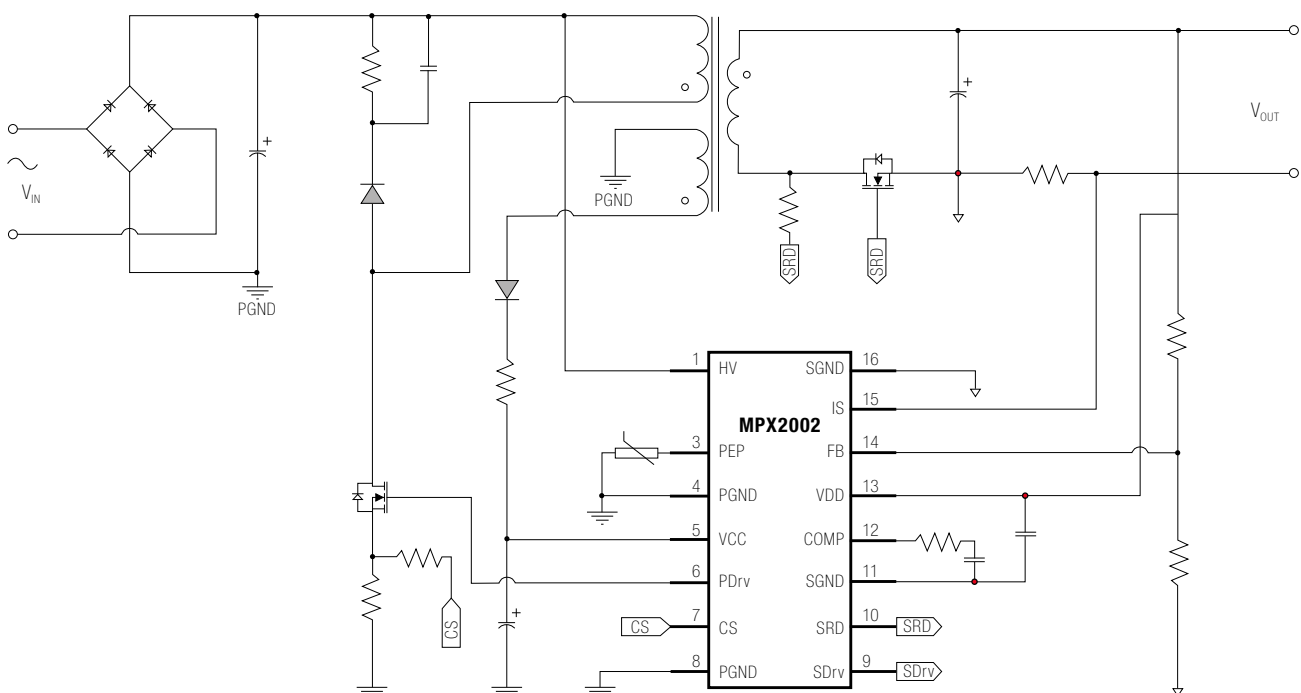 V_IN
PGND
PGND
SRD
SRD
V_OUT
MPX2002
1 HV
3 PEP
4 PGND
5 VCC
6 PDrv
7 CS
8 PGND
16 SGND
15 IS
14 FB
13 VDD
12 COMP
11 SGND
10 SRD
9 SDrv
CS
CS
SRD
SDrv
+
+
+